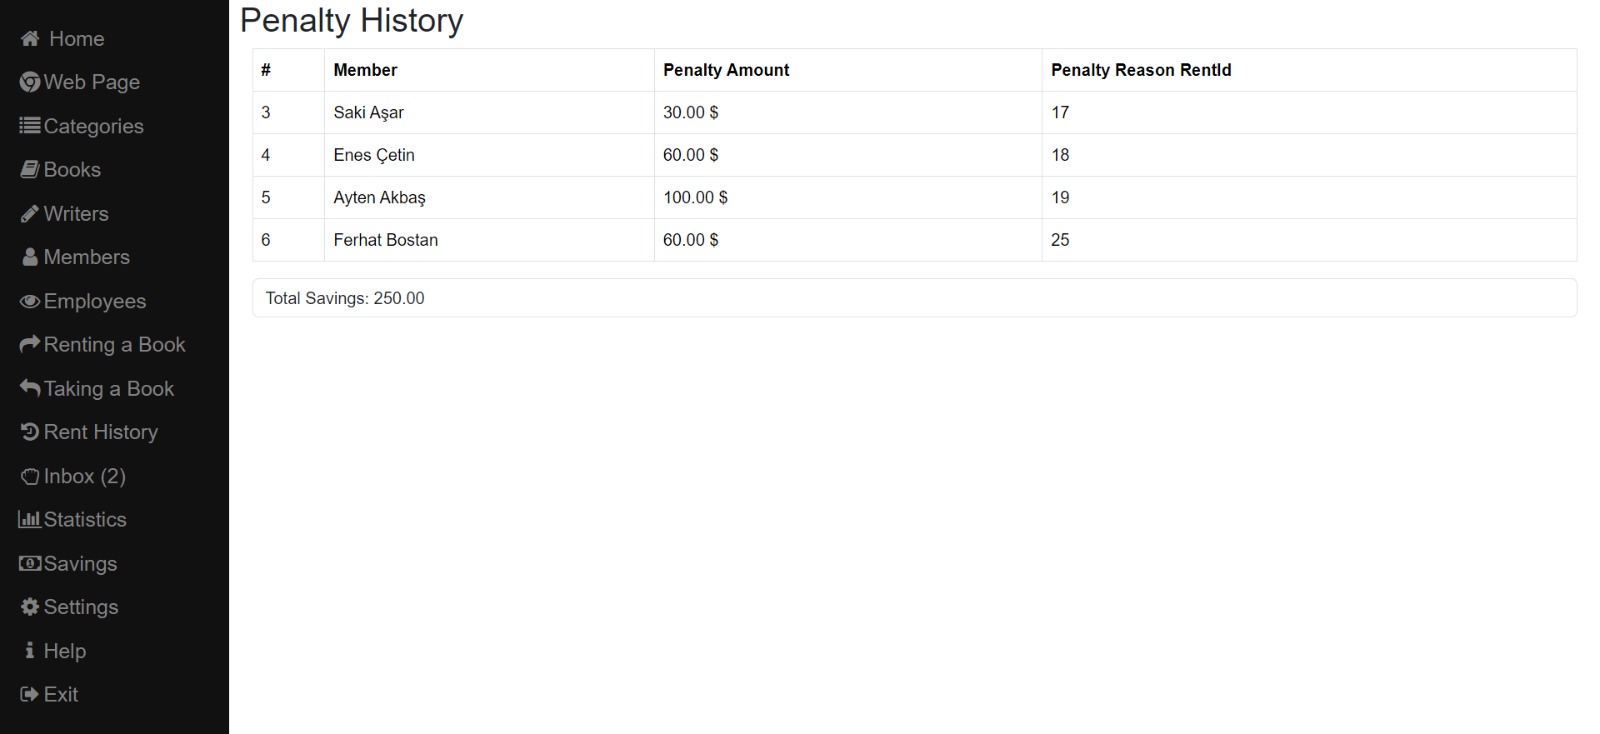 Home
Web Page
Categories
Books
Writers
Members
Employees
Renting a Book
Taking a Book
Rent History
Inbox (2)
Statistics
Savings
Settings
Help
Exit
Penalty History
# Member Penalty Amount Penalty Reason RentId
3 Saki Aşar 30.00 $ 17
4 Enes Çetin 60.00 $ 18
5 Ayten Akbaş 100.00 $ 19
6 Ferhat Bostan 60.00 $ 25
Total Savings: 250.00